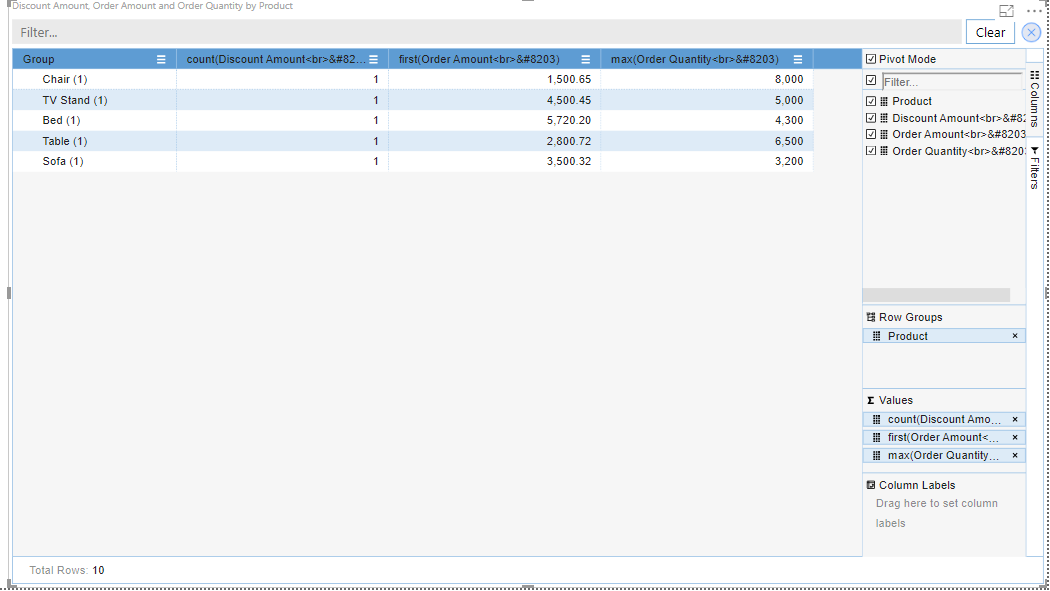 Discount Amount, Order Amount and Order Quantity by Product
Filter...
Clear
Group count(Discount Amount<br>&#82... first(Order Amount<br>&#8203) max(Order Quantity<br>&#8203)
Chair (1) 1 1,500.65 8,000
TV Stand (1) 1 4,500.45 5,000
Bed (1) 1 5,720.20 4,300
Table (1) 1 2,800.72 6,500
Sofa (1) 1 3,500.32 3,200
Pivot Mode
Filter...
Product
Discount Amount<br>&#82
Order Amount<br>&#8203
Order Quantity<br>&#820
Columns
Filters
Row Groups
Product ×
Values
count(Discount Amo... ×
first(Order Amount<... ×
max(Order Quantity... ×
Column Labels
Drag here to set column
labels
Total Rows: 10